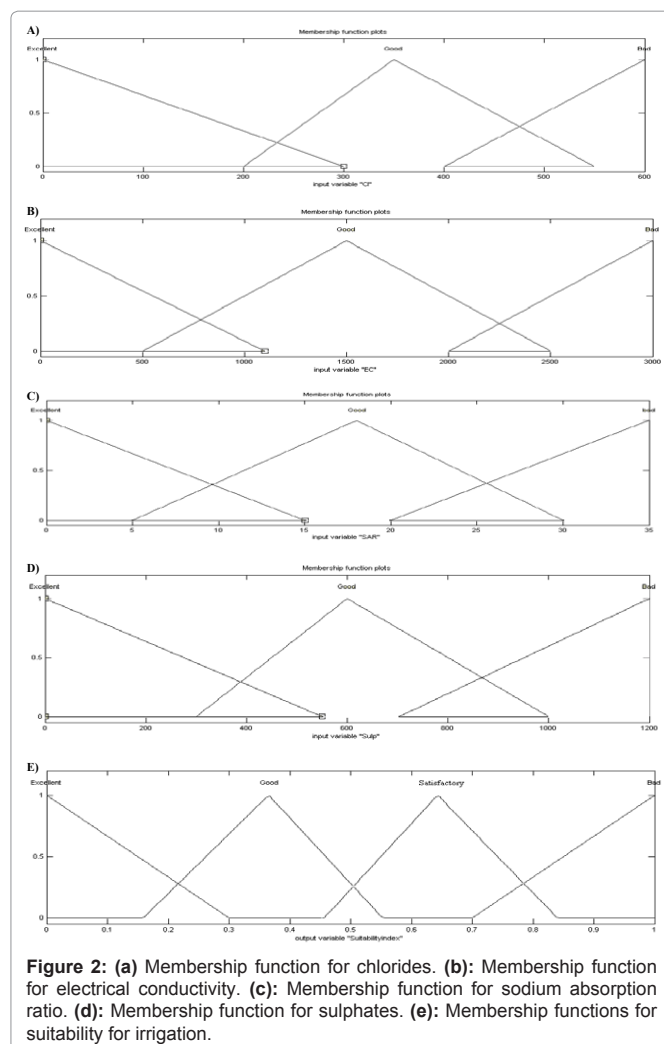 A)
Membership function plots
Excellent Good Bad
1
0.5
0
0 100 200 300 400 500 600
input variable "Cl"
B)
Membership function plots
Excellent Good Bad
1
0.5
0
0 500 1000 1500 2000 2500 3000
input variable "EC"
C)
Membership function plots
Excellent Good bad
1
0.5
0
0 5 10 15 20 25 30 35
input variable "SAR"
D)
Membership function plots
Excellent Good Bad
1
0.5
0
0 200 400 600 800 1000 1200
input variable "Sulp"
E)
Excellent Good Satisfactory Bad
1
0.5
0
0 0.1 0.2 0.3 0.4 0.5 0.6 0.7 0.8 0.9 1
output variable "Suitabilityindex"
Figure 2: (a) Membership function for chlorides. (b): Membership function
for electrical conductivity. (c): Membership function for sodium absorption
ratio. (d): Membership function for sulphates. (e): Membership functions for
suitability for irrigation.